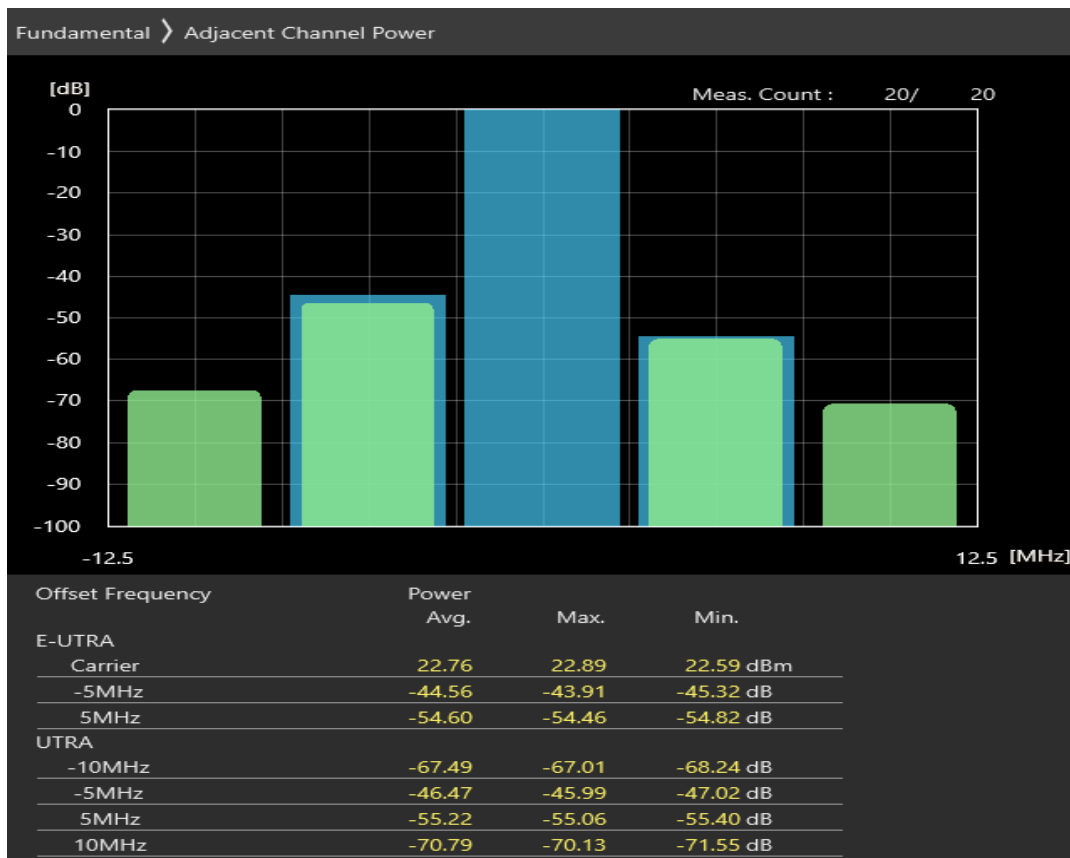 Fundamental 〉 Adjacent Channel Power
[dB]
Meas. Count : 20/ 20
0
-10
-20
-30
-40
-50
-60
-70
-80
-90
-100
-12.5 12.5 [MHz]
Offset Frequency Power
Avg. Max. Min.
E-UTRA
Carrier 22.76 22.89 22.59 dBm
-5MHz -44.56 -43.91 -45.32 dB
5MHz -54.60 -54.46 -54.82 dB
UTRA
-10MHz -67.49 -67.01 -68.24 dB
-5MHz -46.47 -45.99 -47.02 dB
5MHz -55.22 -55.06 -55.40 dB
10MHz -70.79 -70.13 -71.55 dB